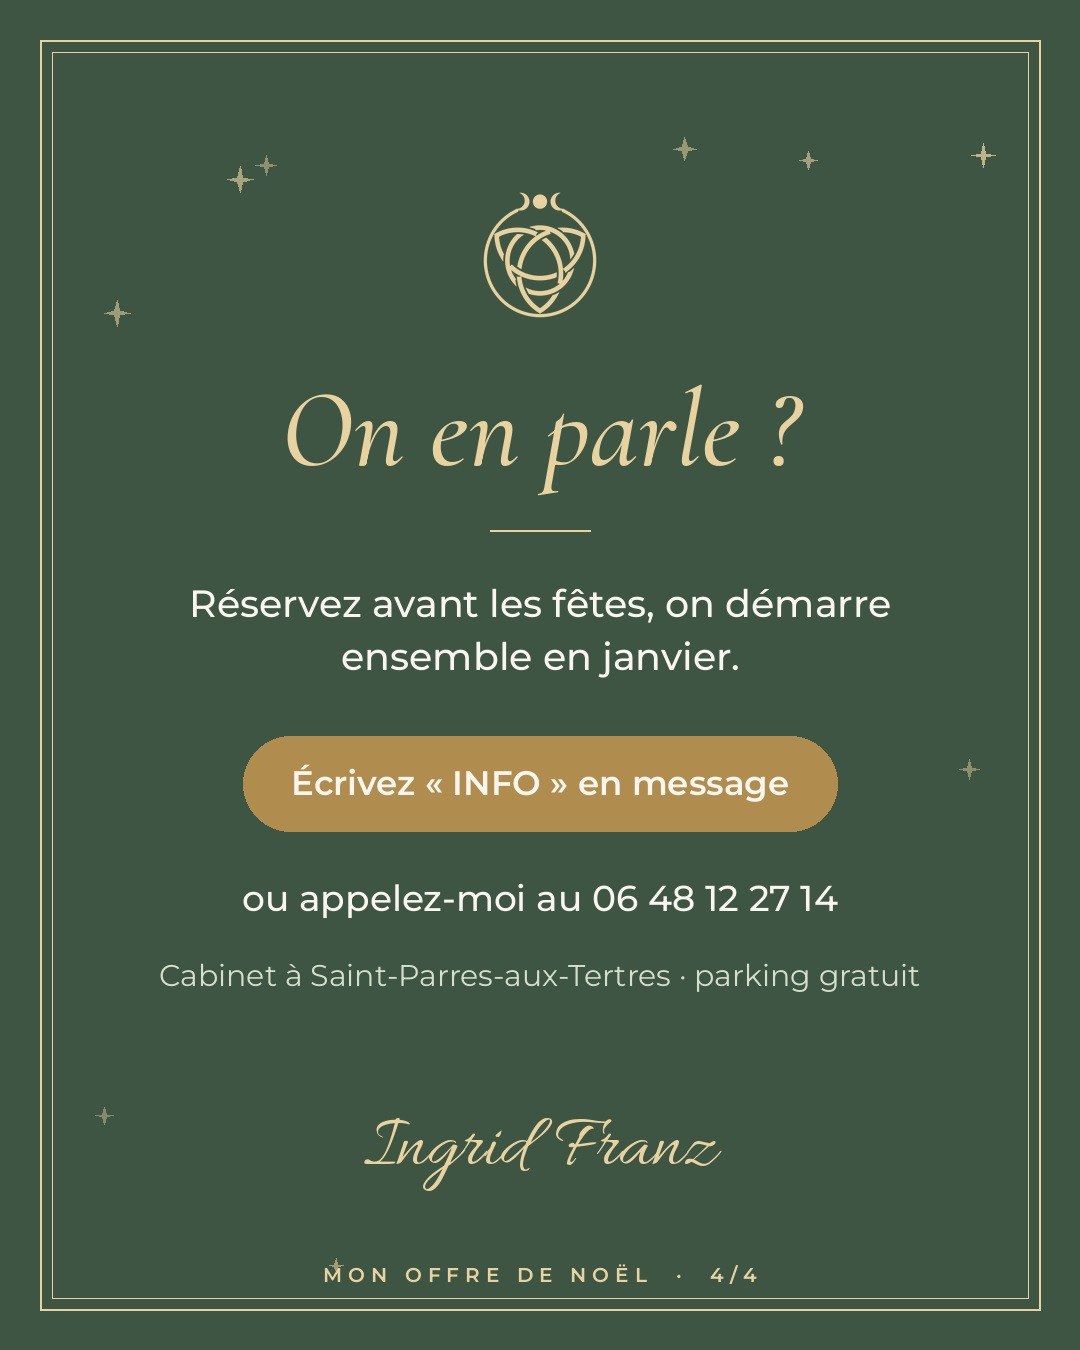 On en parle ?
Réservez avant les fêtes, on démarre
ensemble en janvier.
Écrivez « INFO » en message
ou appelez-moi au 06 48 12 27 14
Cabinet à Saint-Parres-aux-Tertres · parking gratuit
Ingrid Franz
MON OFFRE DE NOËL · 4/4